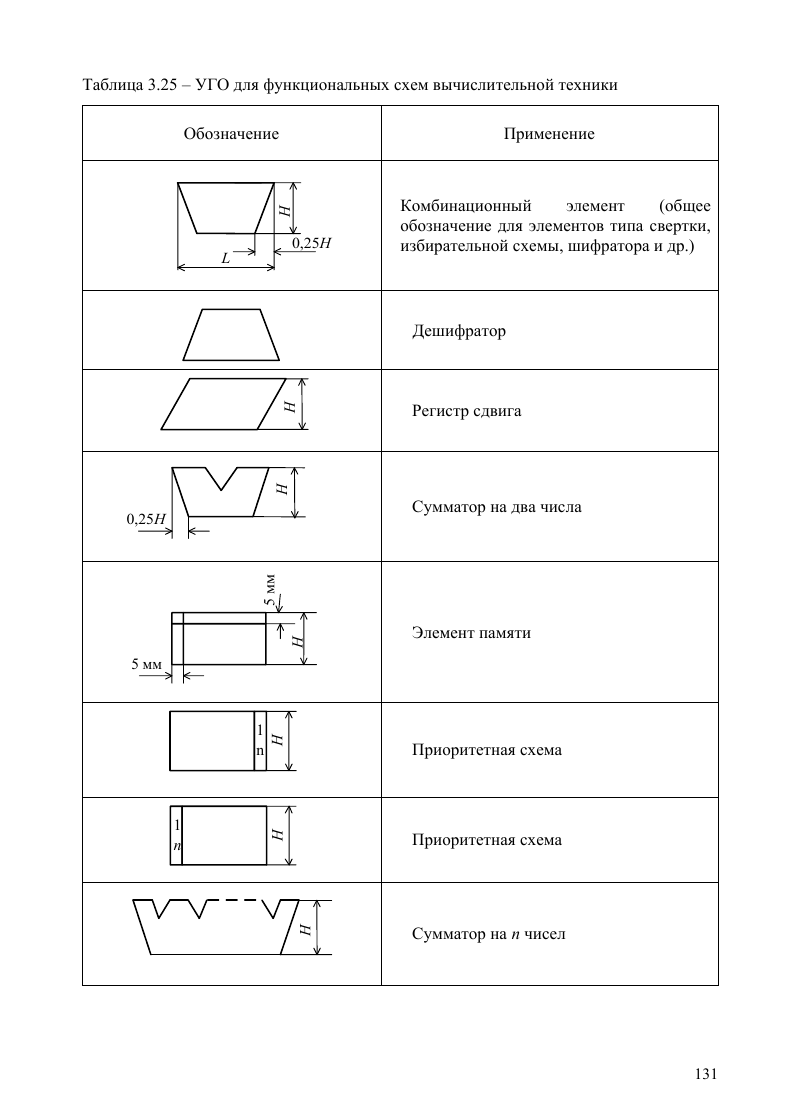 Таблица 3.25 – УГО для функциональных схем вычислительной техники
Обозначение
Применение
H
0,25H
L
Комбинационный элемент (общее
обозначение для элементов типа свертки,
избирательной схемы, шифратора и др.)
Дешифратор
H
Регистр сдвига
H
0,25H
Сумматор на два числа
5 мм
H
5 мм
Элемент памяти
1
n
H
Приоритетная схема
1
n
H
Приоритетная схема
H
Сумматор на n чисел
131